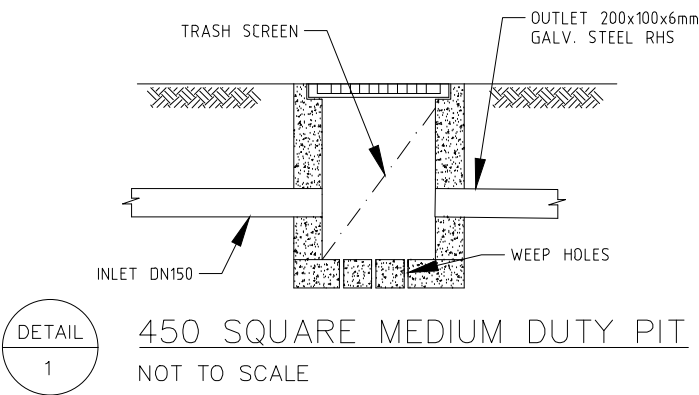 TRASH SCREEN
OUTLET 200x100x6mm
GALV. STEEL RHS
INLET DN150
WEEP HOLES
DETAIL
1
450 SQUARE MEDIUM DUTY PIT
NOT TO SCALE